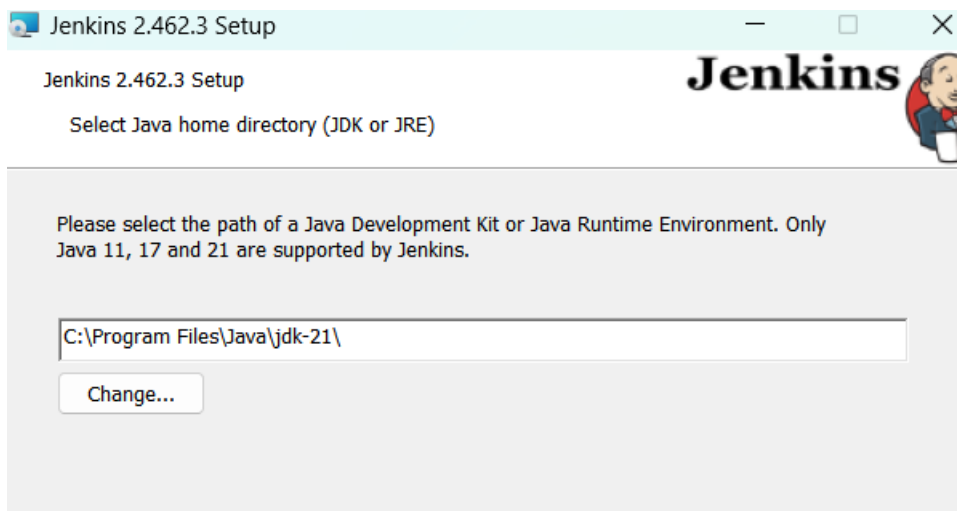 Jenkins 2.462.3 Setup
Jenkins 2.462.3 Setup
Jenkins
Select Java home directory (JDK or JRE)
Please select the path of a Java Development Kit or Java Runtime Environment. Only
Java 11, 17 and 21 are supported by Jenkins.
C:\Program Files\Java\jdk-21\
Change...